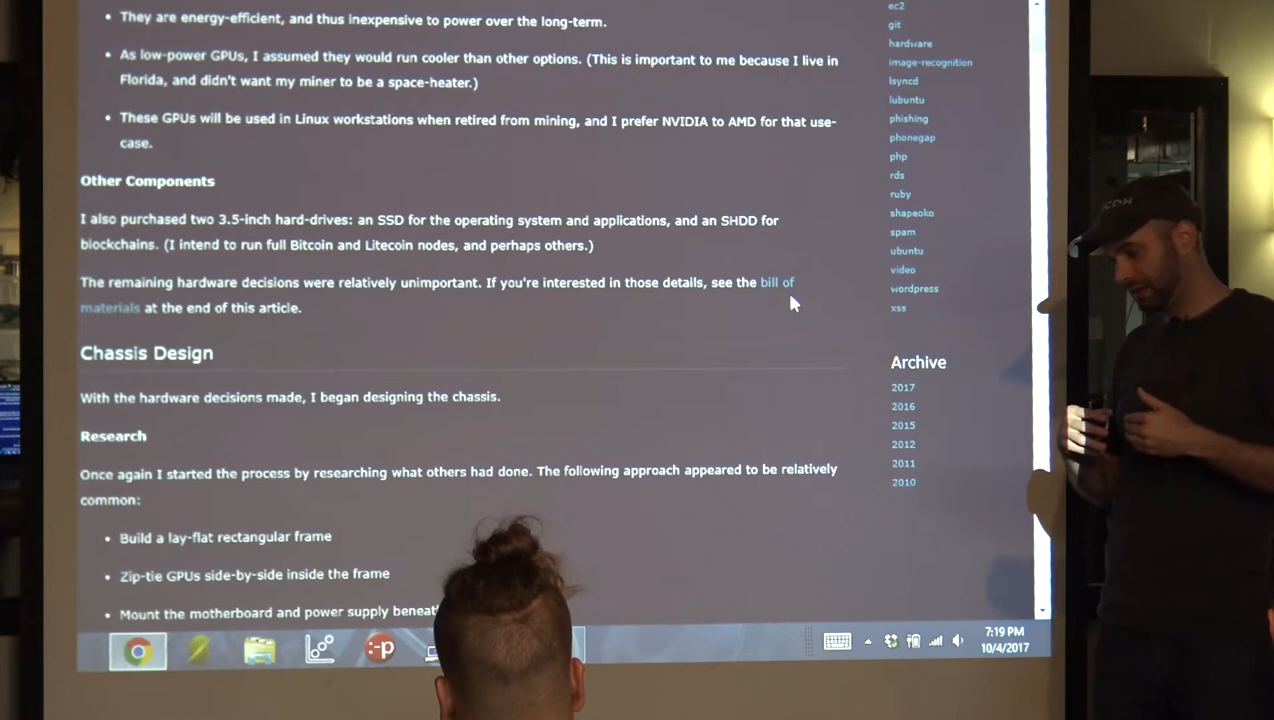 They are energy-efficient, and thus inexpensive to power over the long-term.
As low-power GPUs, I assumed they would run cooler than other options. (This is important to me because I live in
Florida, and didn't want my miner to be a space-heater.)
These GPUs will be used in Linux workstations when retired from mining, and I prefer NVIDIA to AMD for that use-
case.
Other Components
I also purchased two 3.5-inch hard-drives: an SSD for the operating system and applications, and an SHDD for
blockchains. (I intend to run full Bitcoin and Litecoin nodes, and perhaps others.)
The remaining hardware decisions were relatively unimportant. If you're interested in those details, see the bill of
materials at the end of this article.
Chassis Design
With the hardware decisions made, I began designing the chassis.
Research
Once again I started the process by researching what others had done. The following approach appeared to be relatively
common:
Build a lay-flat rectangular frame
Zip-tie GPUs side-by-side inside the frame
Mount the motherboard and power supply
ec2
git
hardware
image-recognition
lsyncd
lubuntu
phishing
phonegap
php
rds
ruby
shapeoko
spam
ubuntu
video
wordpress
xss
Archive
2017
2016
2015
2012
2011
2010
:-p
7:19 PM
10/4/2017